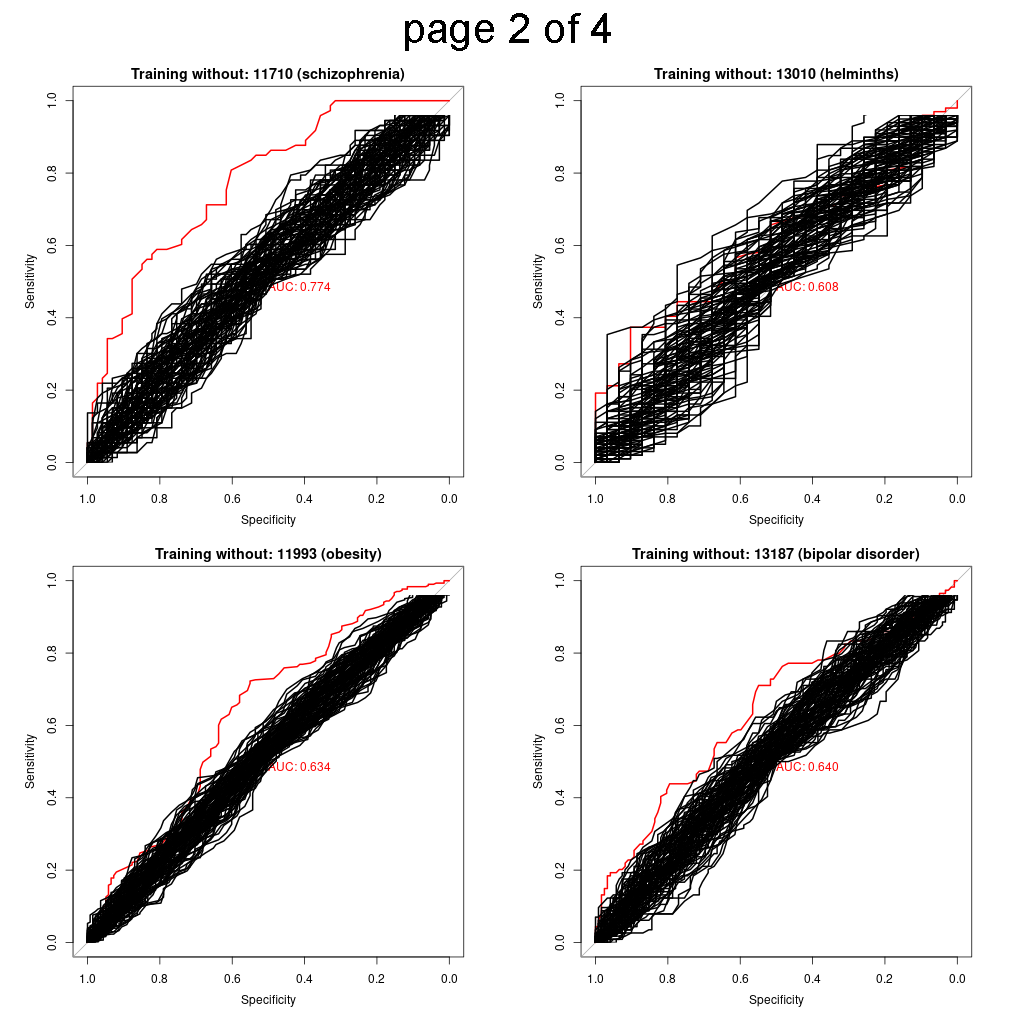 page 2 of 4
Training without: 11710 (schizophrenia)
Sensitivity
1.0
0.8
0.6
0.4
0.2
0.0
AUC: 0.774
1.0 0.8 0.6 0.4 0.2 0.0
Specificity
Training without: 13010 (helminths)
Sensitivity
1.0
0.8
0.6
0.4
0.2
0.0
AUC: 0.608
1.0 0.8 0.6 0.4 0.2 0.0
Specificity
Training without: 11993 (obesity)
Sensitivity
1.0
0.8
0.6
0.4
0.2
0.0
AUC: 0.634
1.0 0.8 0.6 0.4 0.2 0.0
Specificity
Training without: 13187 (bipolar disorder)
Sensitivity
1.0
0.8
0.6
0.4
0.2
0.0
AUC: 0.640
1.0 0.8 0.6 0.4 0.2 0.0
Specificity